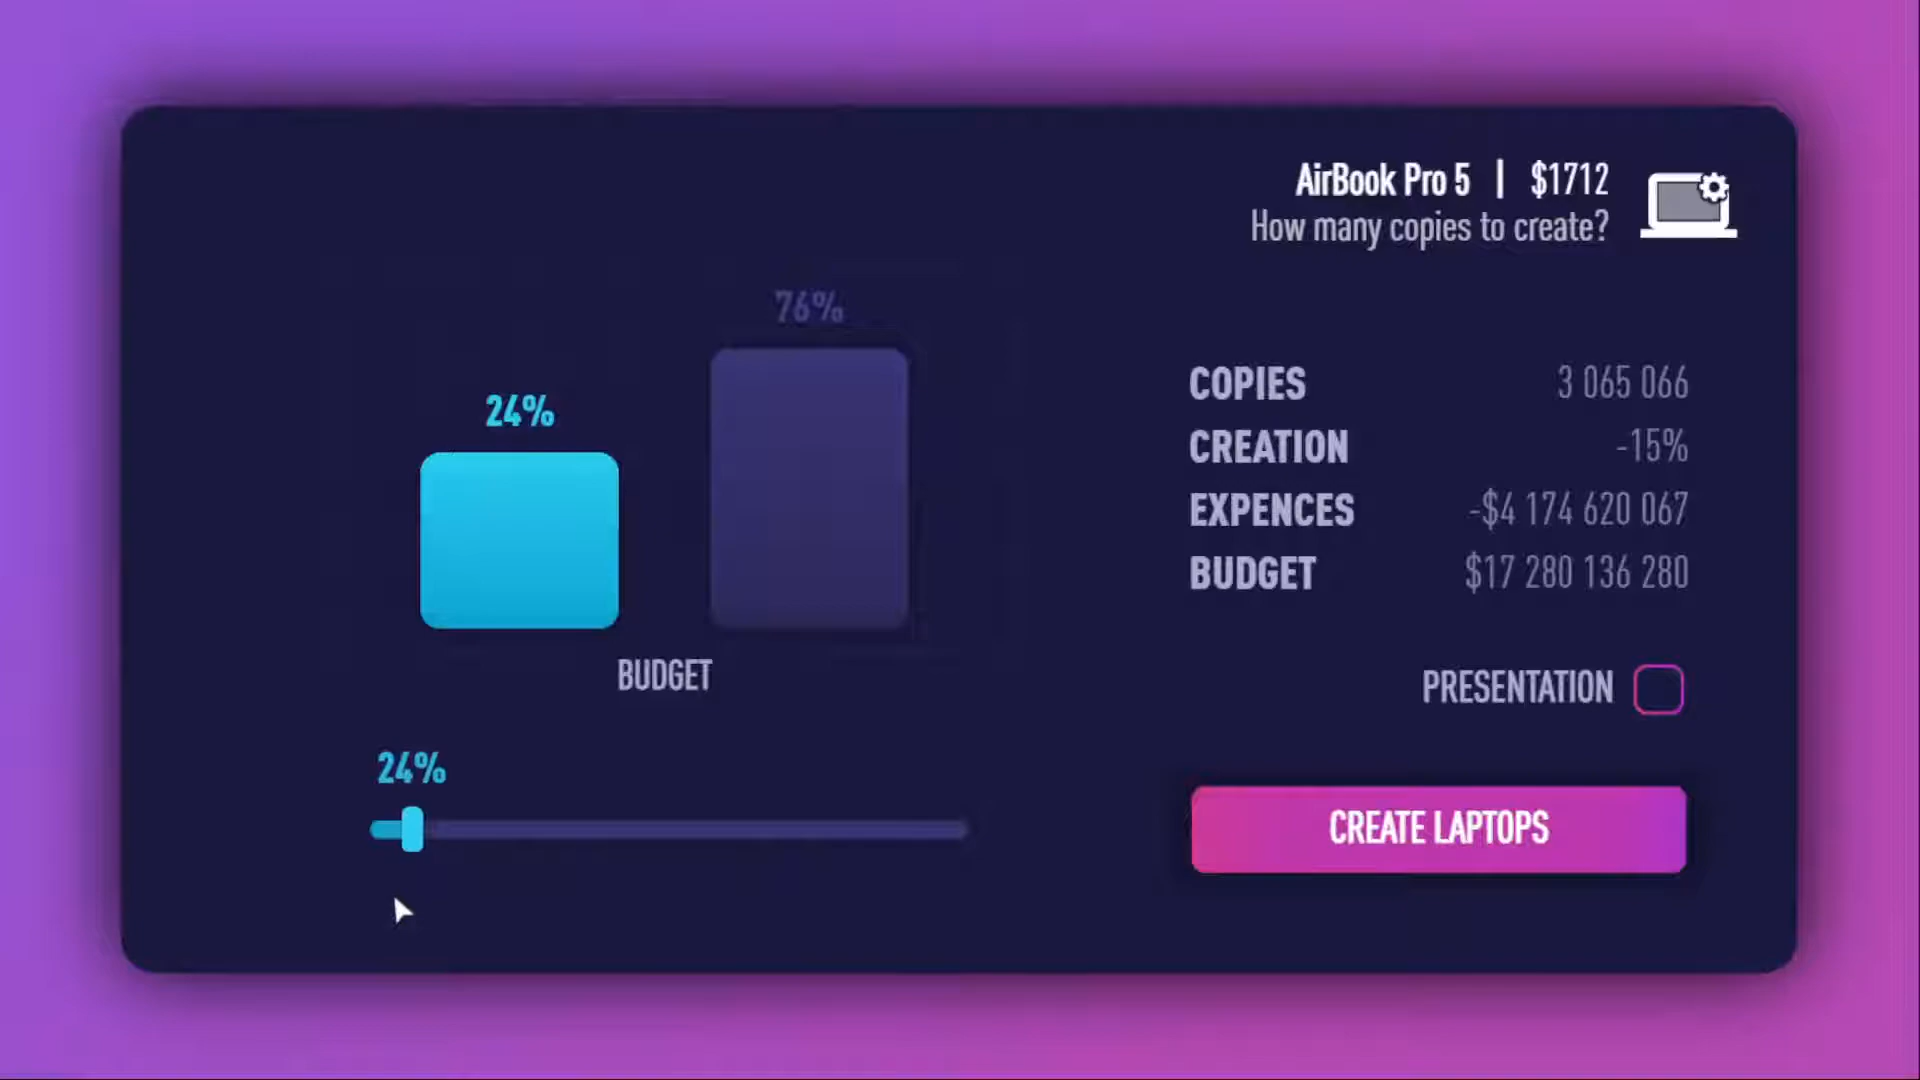 AirBook Pro 5 | $1712
How many copies to create?
76%
24%
BUDGET
24%
COPIES 3 065 066
CREATION -15%
EXPENCES -$4 174 620 067
BUDGET $17 280 136 280
PRESENTATION
CREATE LAPTOPS